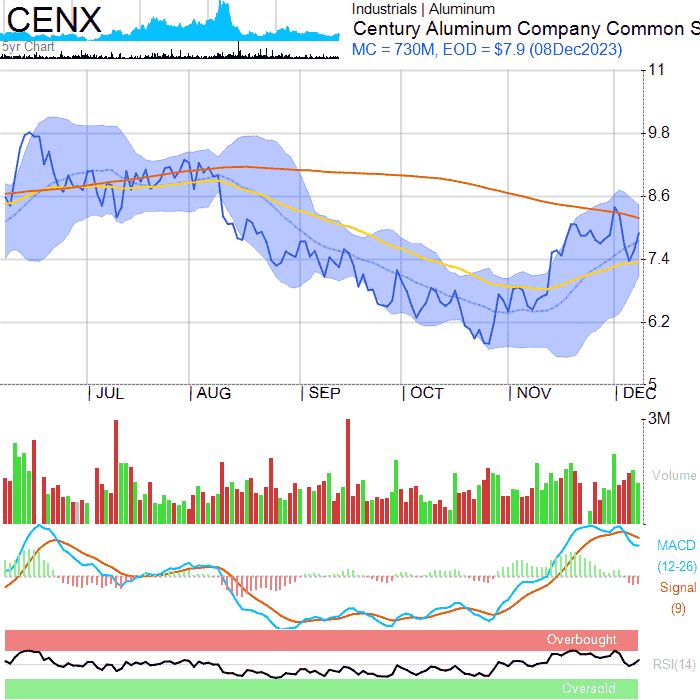 CENX
5yr Chart
Industrials | Aluminum
Century Aluminum Company Common S
MC = 730M, EOD = $7.9 (08Dec2023)
11
9.8
8.6
7.4
6.2
5
JUL
AUG
SEP
OCT
NOV
DEC
3M
Volume
MACD
(12-26)
Signal
(9)
Overbought
RSI(14)
Oversold